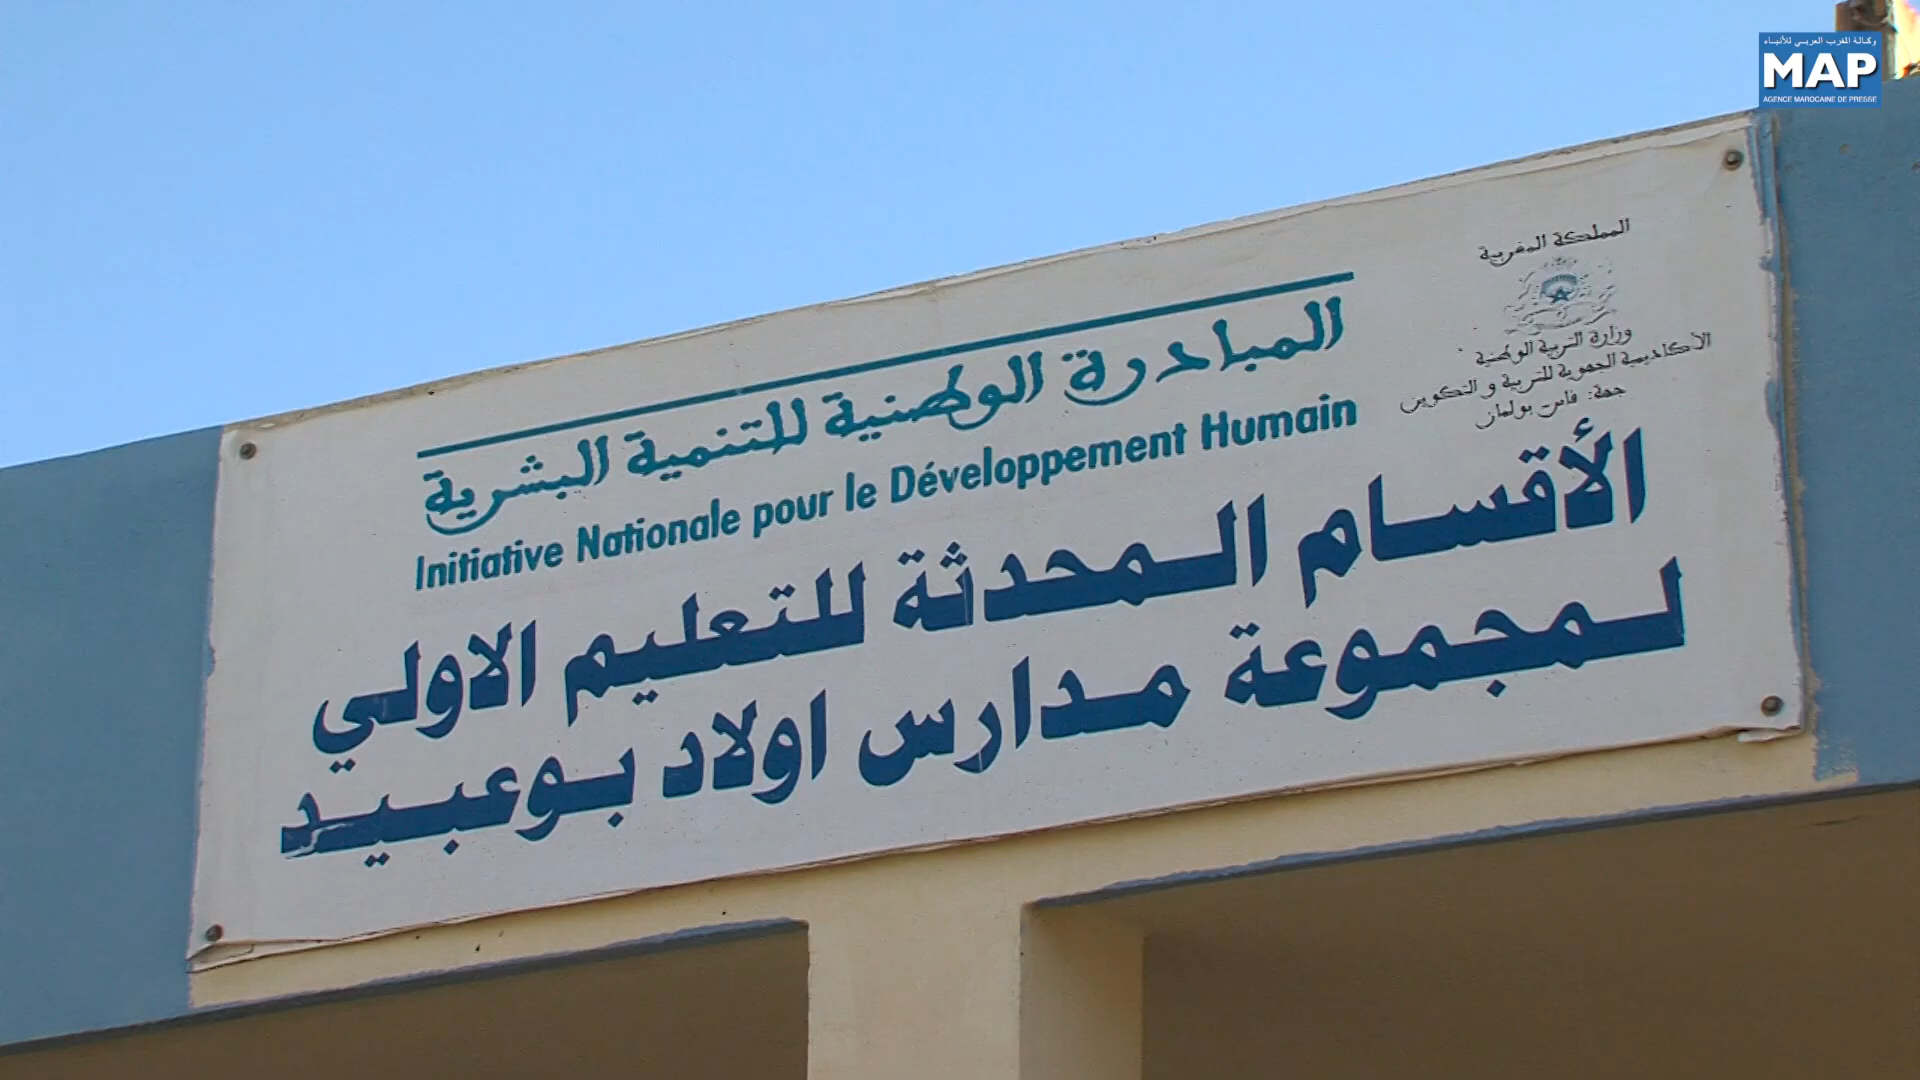 وكالة المغرب العربي للأنباء
MAP
AGENCE MAROCAINE DE PRESSE
المملكة المغربية
وزارة التربية الوطنية
الأكاديمية الجهوية للتربية و التكوين
جهة: فاس بولمان
المبادرة الوطنية للتنمية البشرية
Initiative Nationale pour le Développement Humain
الأقسام المحدثة للتعليم الاولي
لمجموعة مدارس اولاد بوعبيد